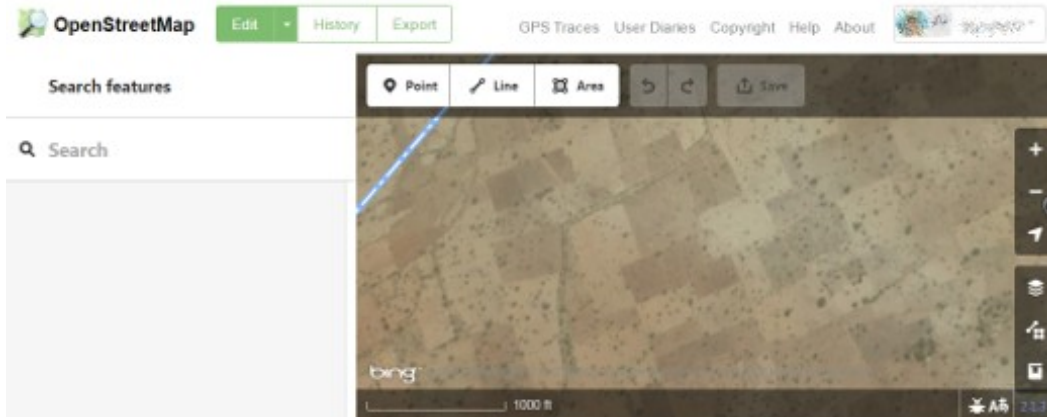 OpenStreetMap Edit History Export GPS Traces User Diaries Copyright Help About
Search features Point Line Area Save
Search
bing
1000 ft